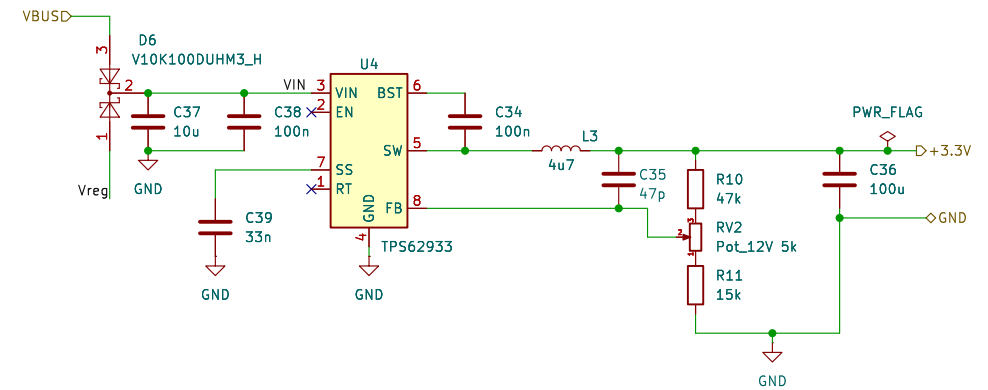 VBUS
D6
V10K100DUHM3_H
3
2
1
Vreg
C37
10u
GND
VIN
C38
100n
C39
33n
GND
U4
3
VIN
2
EN
7
SS
1
RT
BST
6
SW
5
FB
8
GND
4
TPS62933
GND
C34
100n
L3
4u7
C35
47p
R10
47k
3
2
1
RV2
Pot_12V 5k
R11
15k
GND
PWR_FLAG
+3.3V
C36
100u
GND